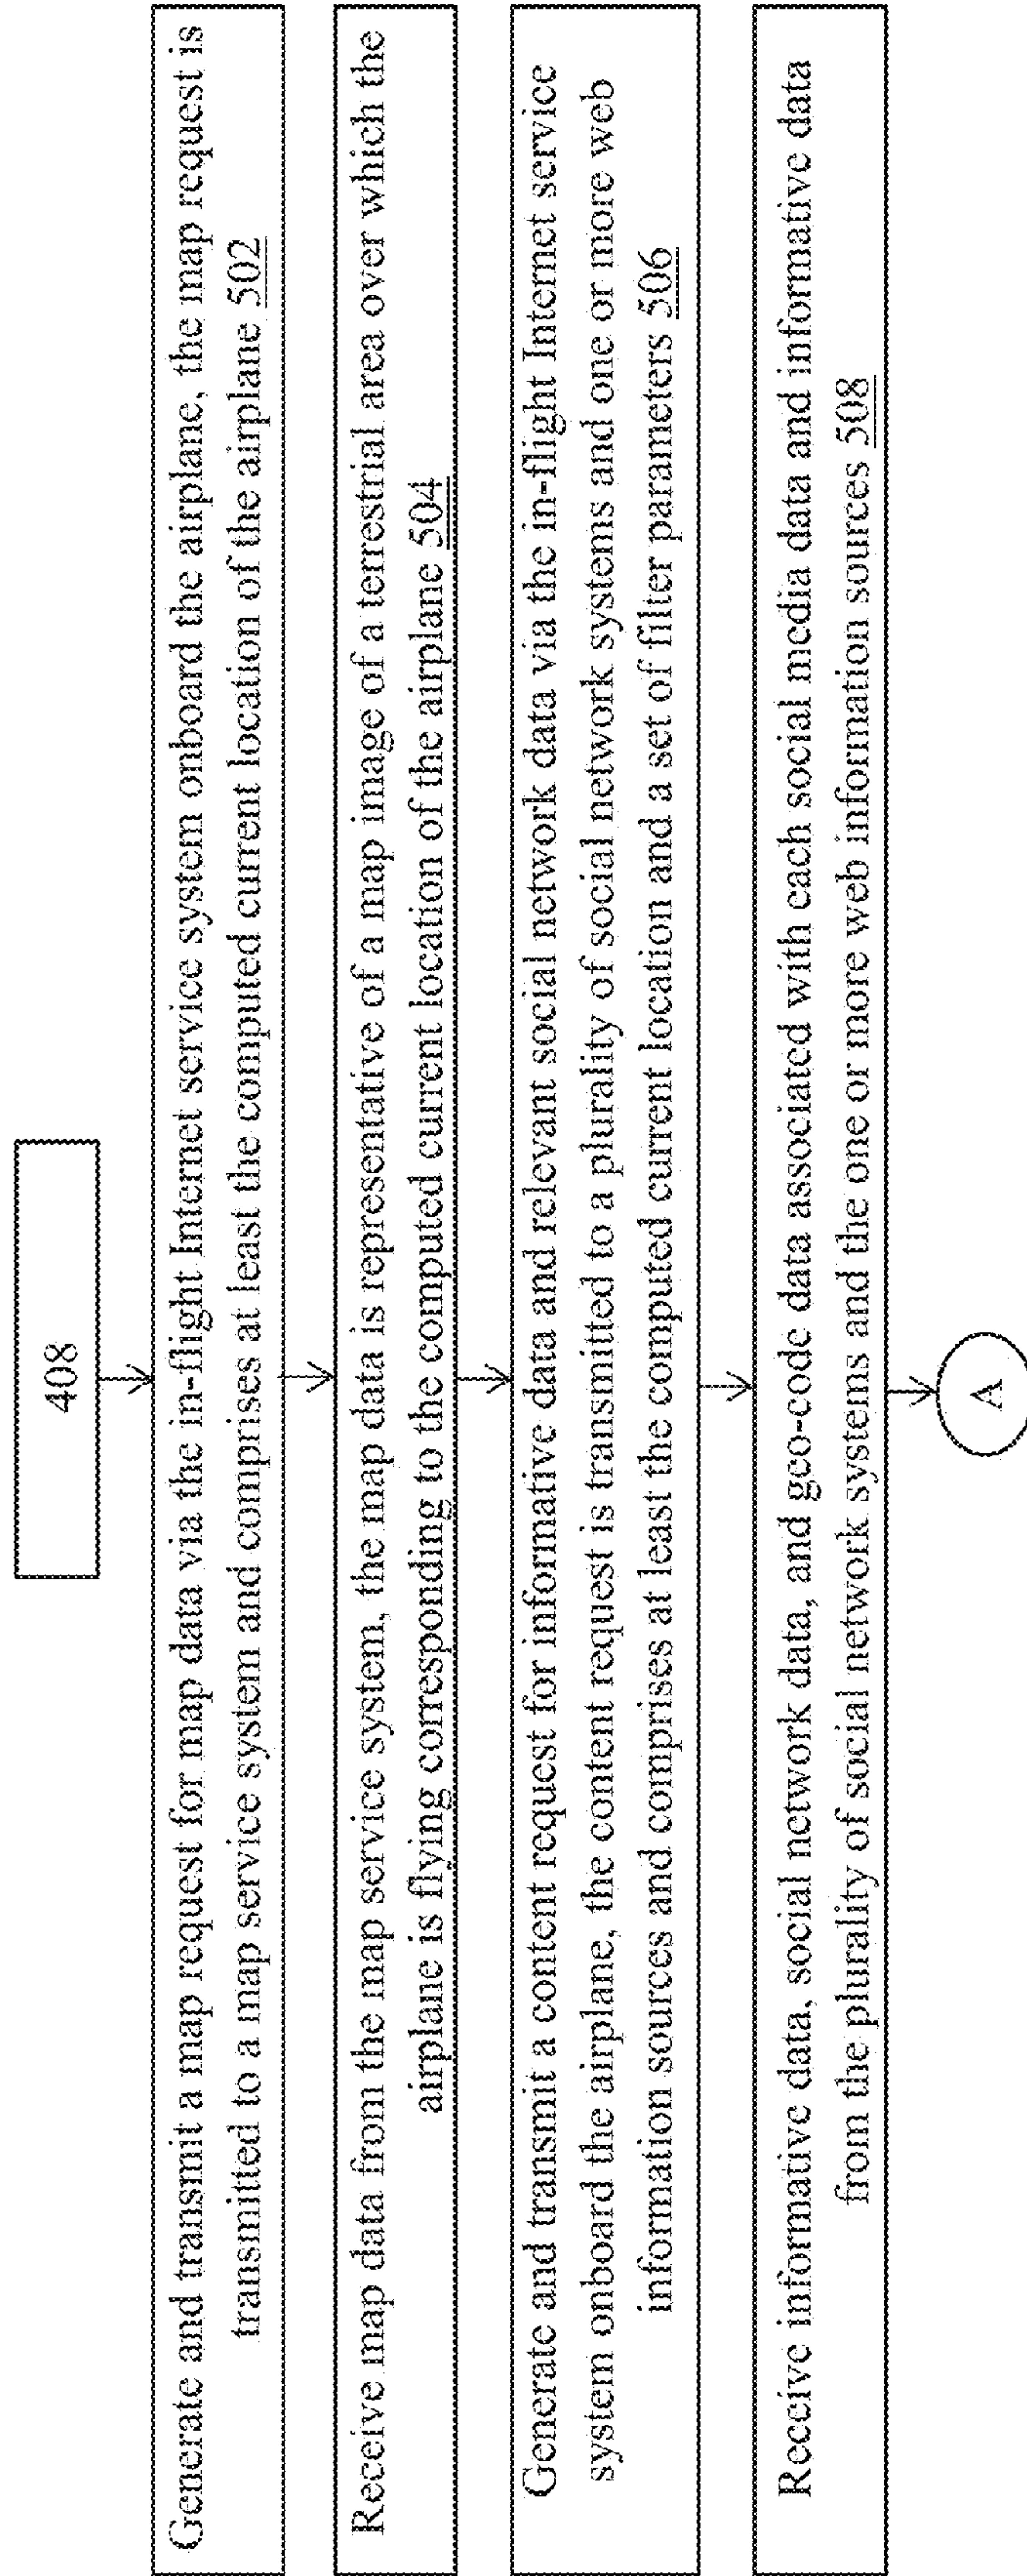 408
Generate and transmit a map request for map data via the in-flight Internet service system onboard the airplane, the map request is
transmitted to a map service system and comprises at least the computed current location of the airplane 502
Receive map data from the map service system, the map data is representative of a map image of a terrestrial area over which the
airplane is flying corresponding to the computed current location of the airplane 504
Generate and transmit a content request for informative data and relevant social network data via the in-flight Internet service
system onboard the airplane, the content request is transmitted to a plurality of social network systems and one or more web
information sources and comprises at least the computed current location and a set of filter parameters 506
Receive informative data, social network data, and geo-code data associated with each social media data and informative data
from the plurality of social network systems and the one or more web information sources 508
A